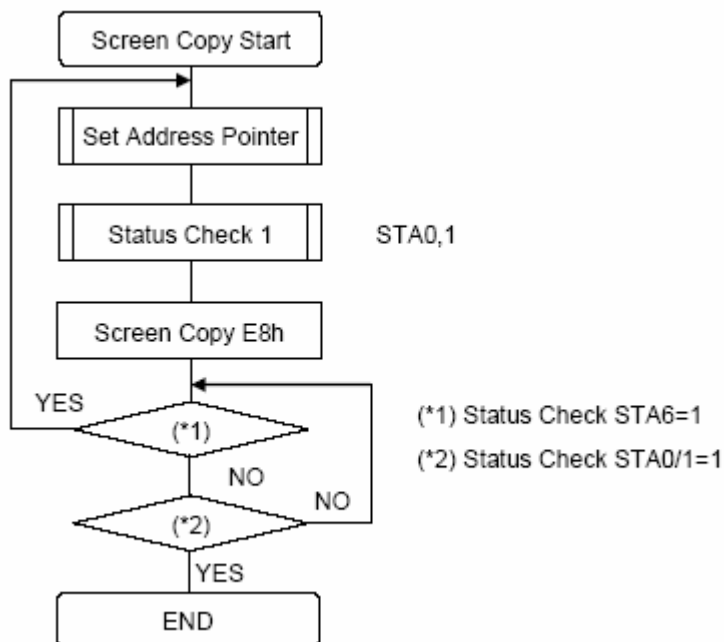 Screen Copy Start
Set Address Pointer
Status Check 1
STA0,1
Screen Copy E8h
YES
(*1)
(*1) Status Check STA6=1
NO
(*2) Status Check STA0/1=1
NO
(*2)
YES
END